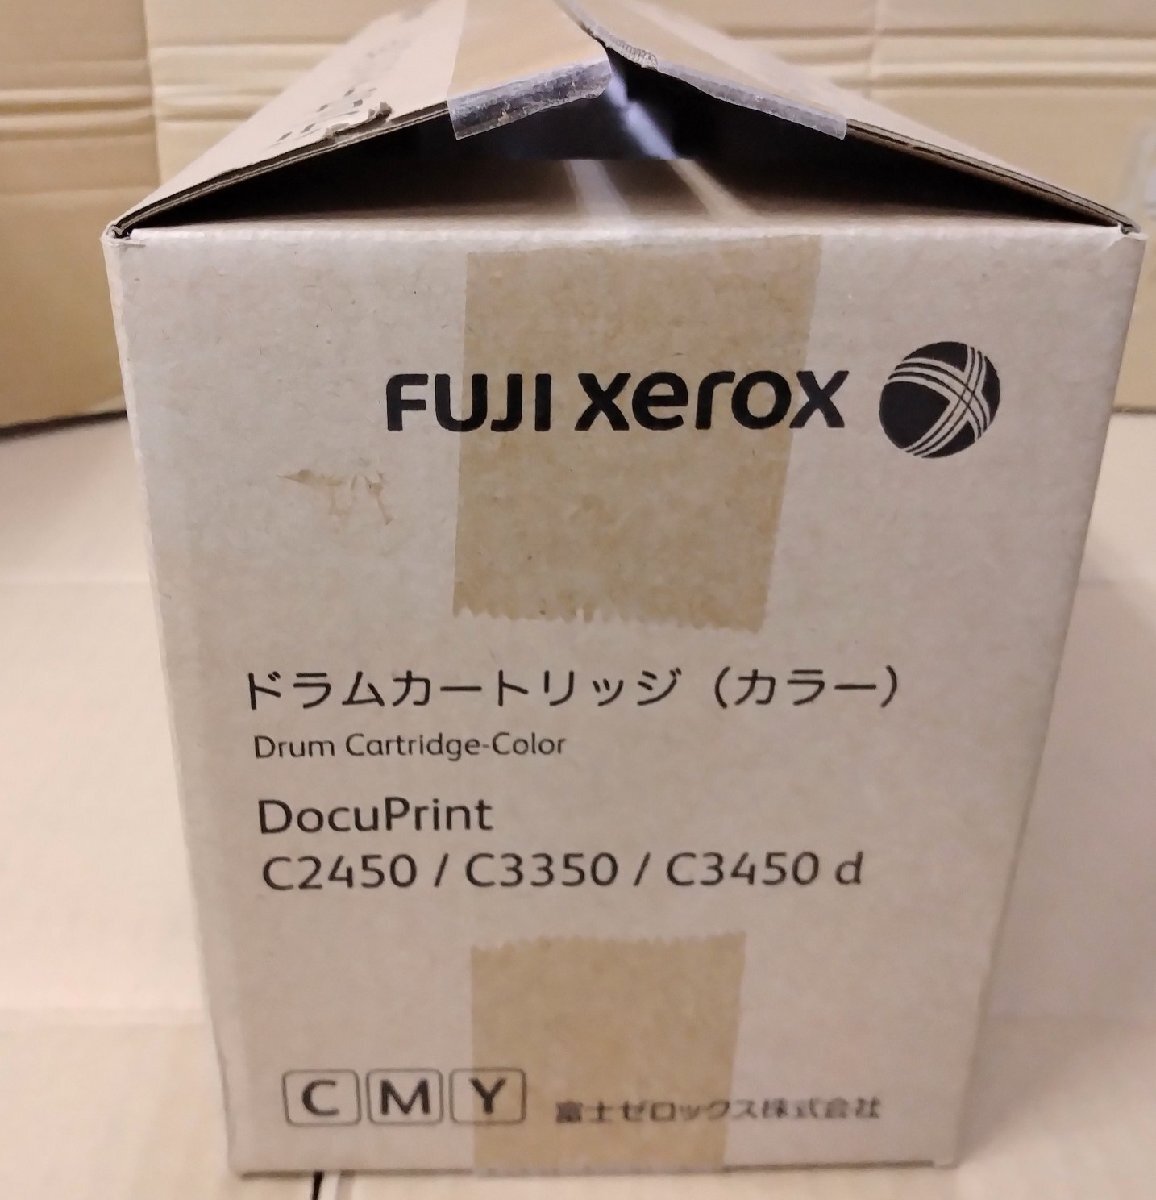 FUJI xerox
ドラムカートリッジ（カラー）
Drum Cartridge-Color
DocuPrint
C2450 / C3350 / C3450 d
C M Y 富士ゼロックス株式会社